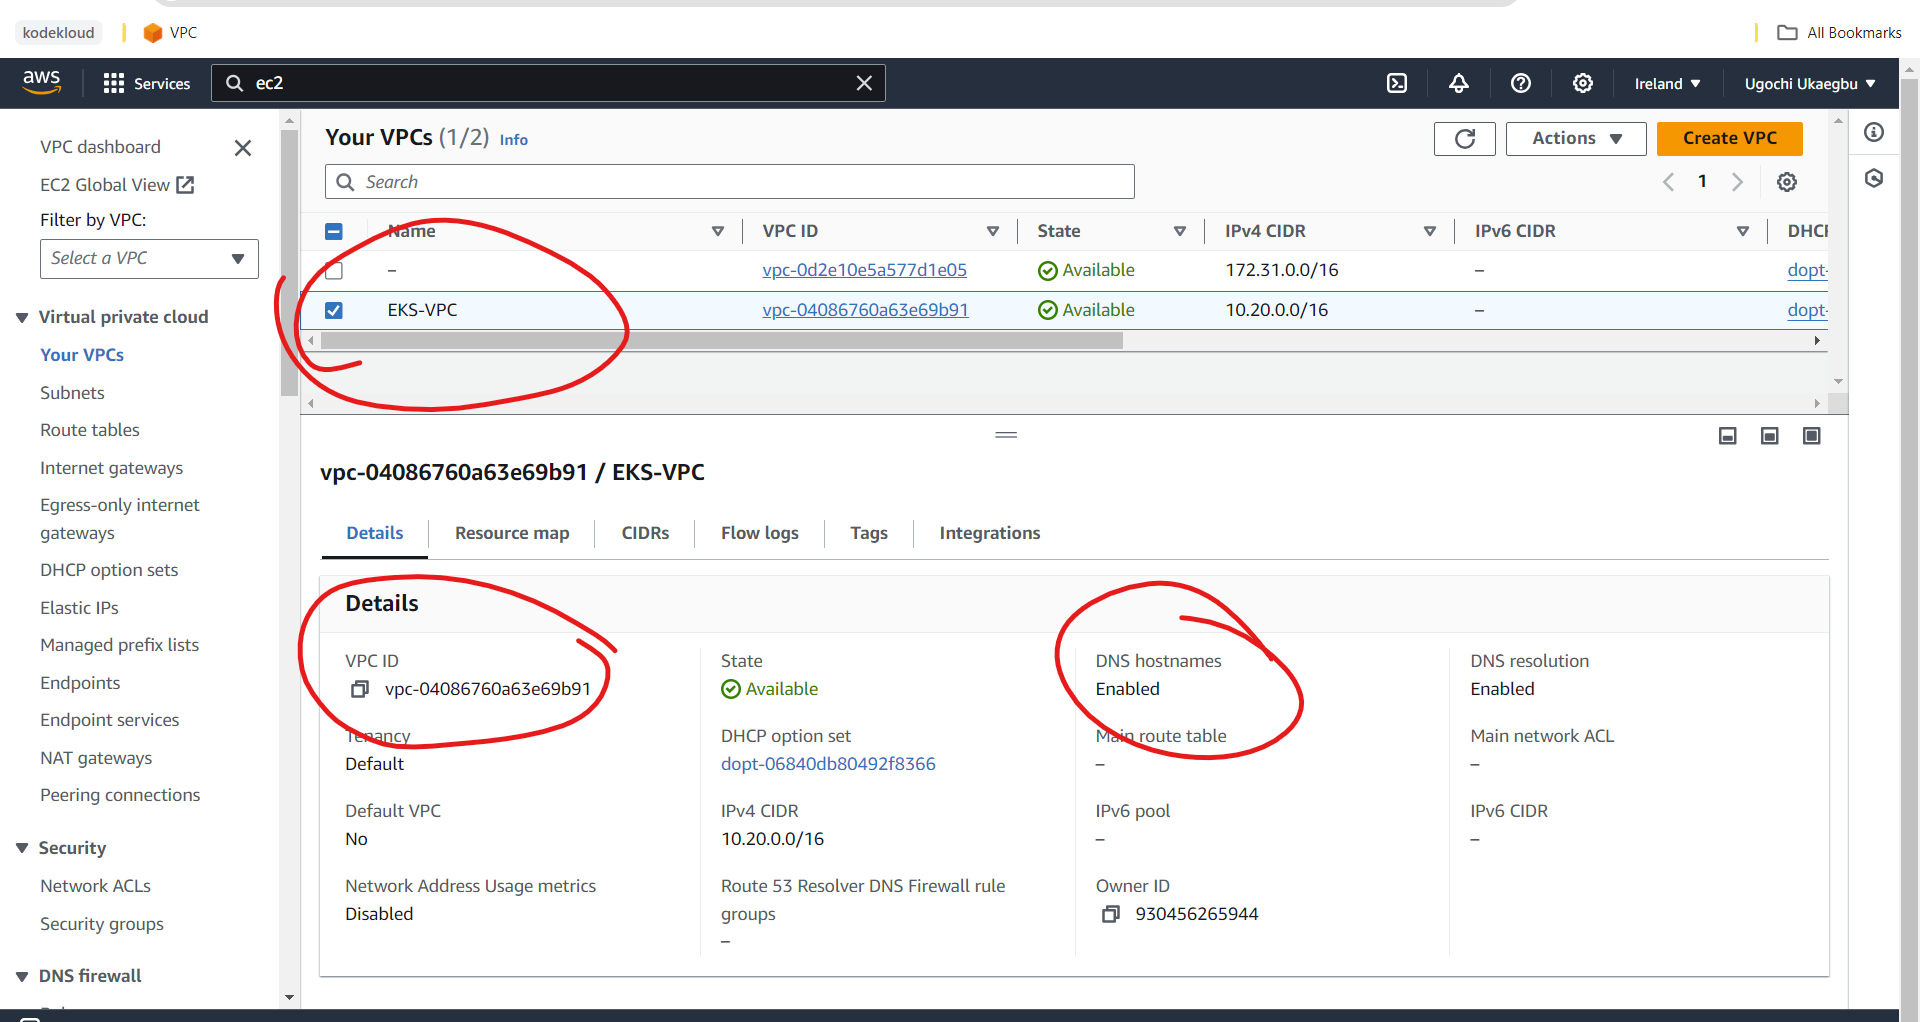 kodekloud VPC All Bookmarks
aws Services ec2 Ireland Ugochi Ukaegbu
VPC dashboard
EC2 Global View
Filter by VPC:
Select a VPC
Virtual private cloud
Your VPCs
Subnets
Route tables
Internet gateways
Egress-only internet
gateways
DHCP option sets
Elastic IPs
Managed prefix lists
Endpoints
Endpoint services
NAT gateways
Peering connections
Security
Network ACLs
Security groups
DNS firewall
Your VPCs (1/2) Info
Actions Create VPC
Search
1
Name VPC ID State IPv4 CIDR IPv6 CIDR DHCP
– vpc-0d2e10e5a577d1e05 Available 172.31.0.0/16 – dopt-
EKS-VPC vpc-04086760a63e69b91 Available 10.20.0.0/16 – dopt-
vpc-04086760a63e69b91 / EKS-VPC
Details Resource map CIDRs Flow logs Tags Integrations
Details
VPC ID
vpc-04086760a63e69b91
State
Available
DNS hostnames
Enabled
DNS resolution
Enabled
Tenancy
Default
DHCP option set
dopt-06840db80492f8366
Main route table
–
Main network ACL
–
Default VPC
No
IPv4 CIDR
10.20.0.0/16
IPv6 pool
–
IPv6 CIDR
–
Network Address Usage metrics
Disabled
Route 53 Resolver DNS Firewall rule
groups
–
Owner ID
930456265944